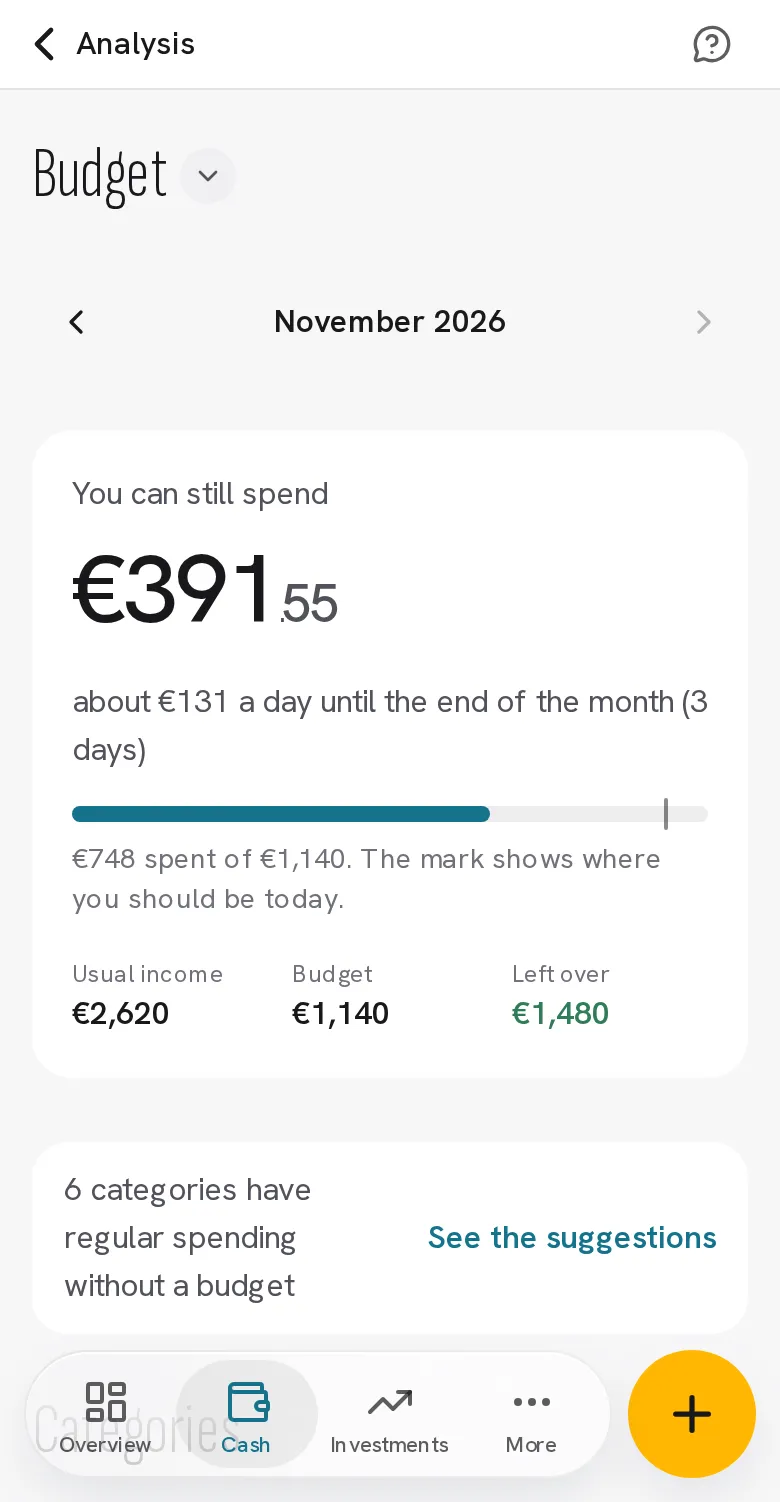 Analysis
Budget
November 2026
You can still spend
€391.55
about €131 a day until the end of the month (3
days)
€748 spent of €1,140. The mark shows where
you should be today.
Usual income Budget Left over
€2,620 €1,140 €1,480
6 categories have
regular spending
without a budget
See the suggestions
Categories
Overview Cash Investments More